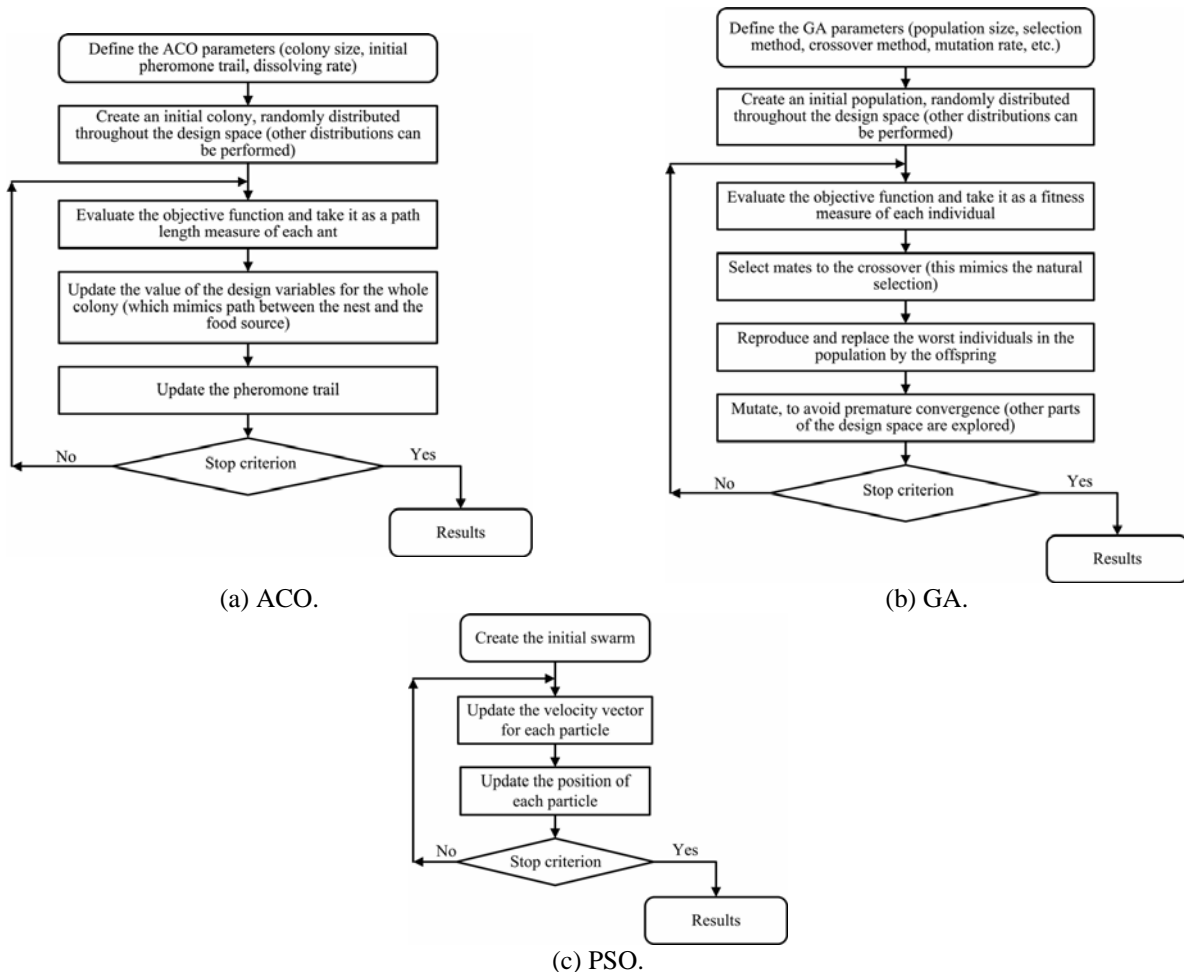 Define the ACO parameters (colony size, initial
pheromone trail, dissolving rate)
Create an initial colony, randomly distributed
throughout the design space (other distributions can
be performed)
Evaluate the objective function and take it as a path
length measure of each ant
Update the value of the design variables for the whole
colony (which mimics path between the nest and the
food source)
Update the pheromone trail
No
Stop criterion
Yes
Results
(a) ACO.
Define the GA parameters (population size, selection
method, crossover method, mutation rate, etc.)
Create an initial population, randomly distributed
throughout the design space (other distributions can
be performed)
Evaluate the objective function and take it as a fitness
measure of each individual
Select mates to the crossover (this mimics the natural
selection)
Reproduce and replace the worst individuals in the
population by the offspring
Mutate, to avoid premature convergence (other parts
of the design space are explored)
No
Stop criterion
Yes
Results
(b) GA.
Create the initial swarm
Update the velocity vector
for each particle
Update the position of
each particle
No
Stop criterion
Yes
Results
(c) PSO.